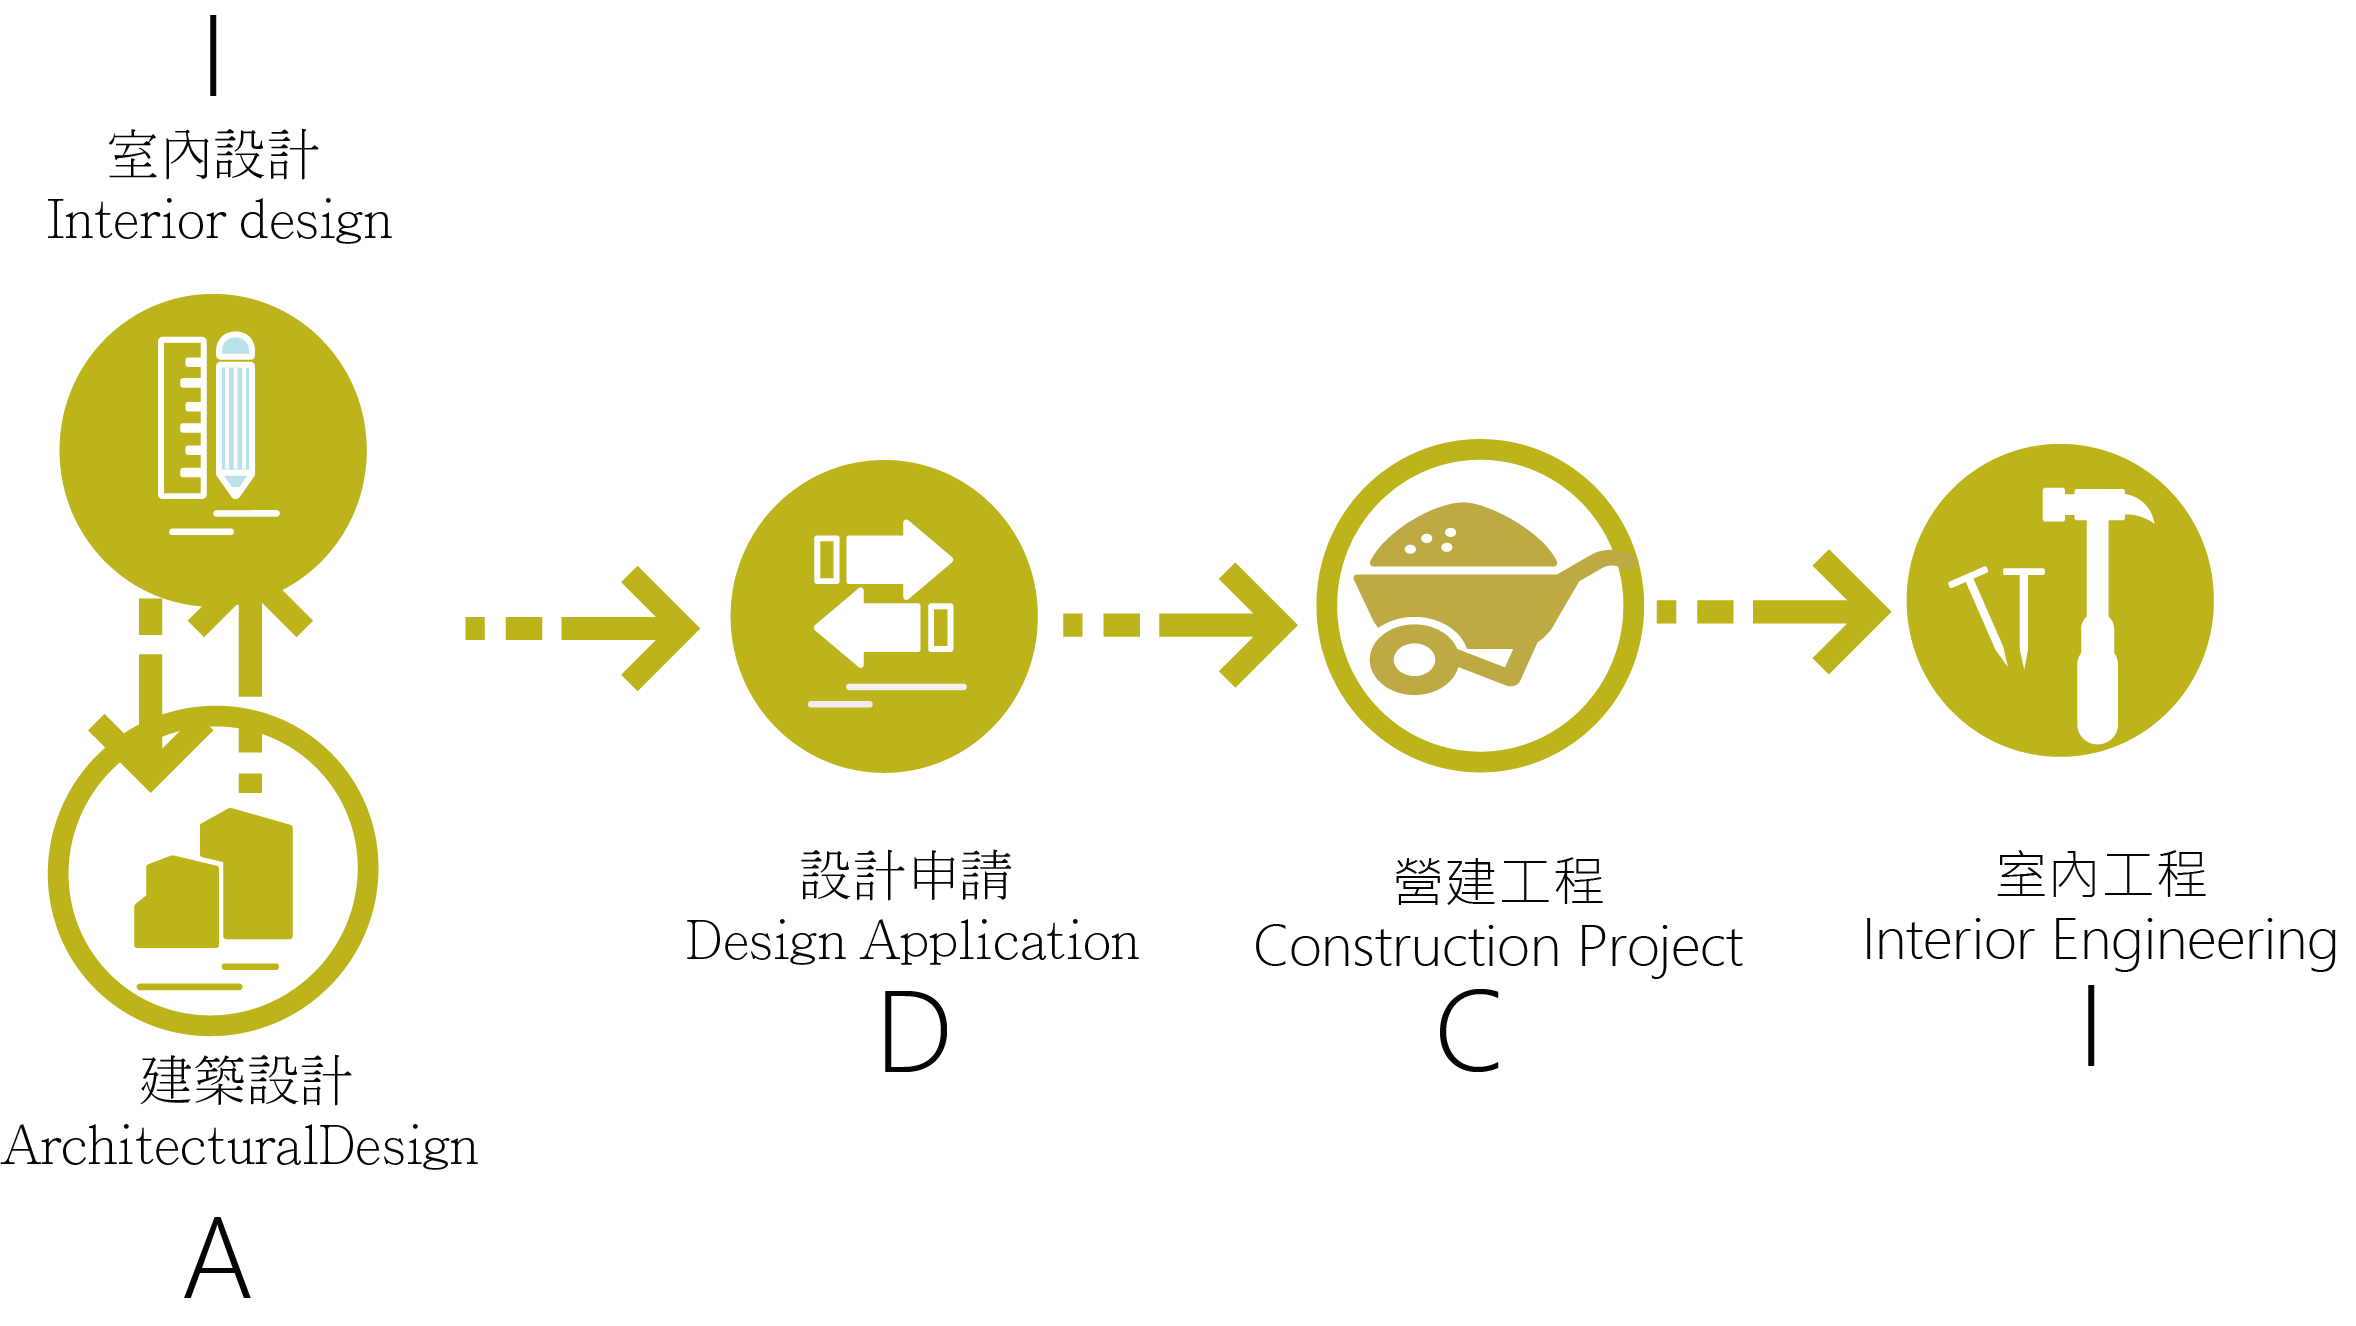 I
室內設計
Interior design
建築設計
ArchitecturalDesign
A
設計申請
Design Application
D
營建工程
Construction Project
C
室內工程
Interior Engineering
I